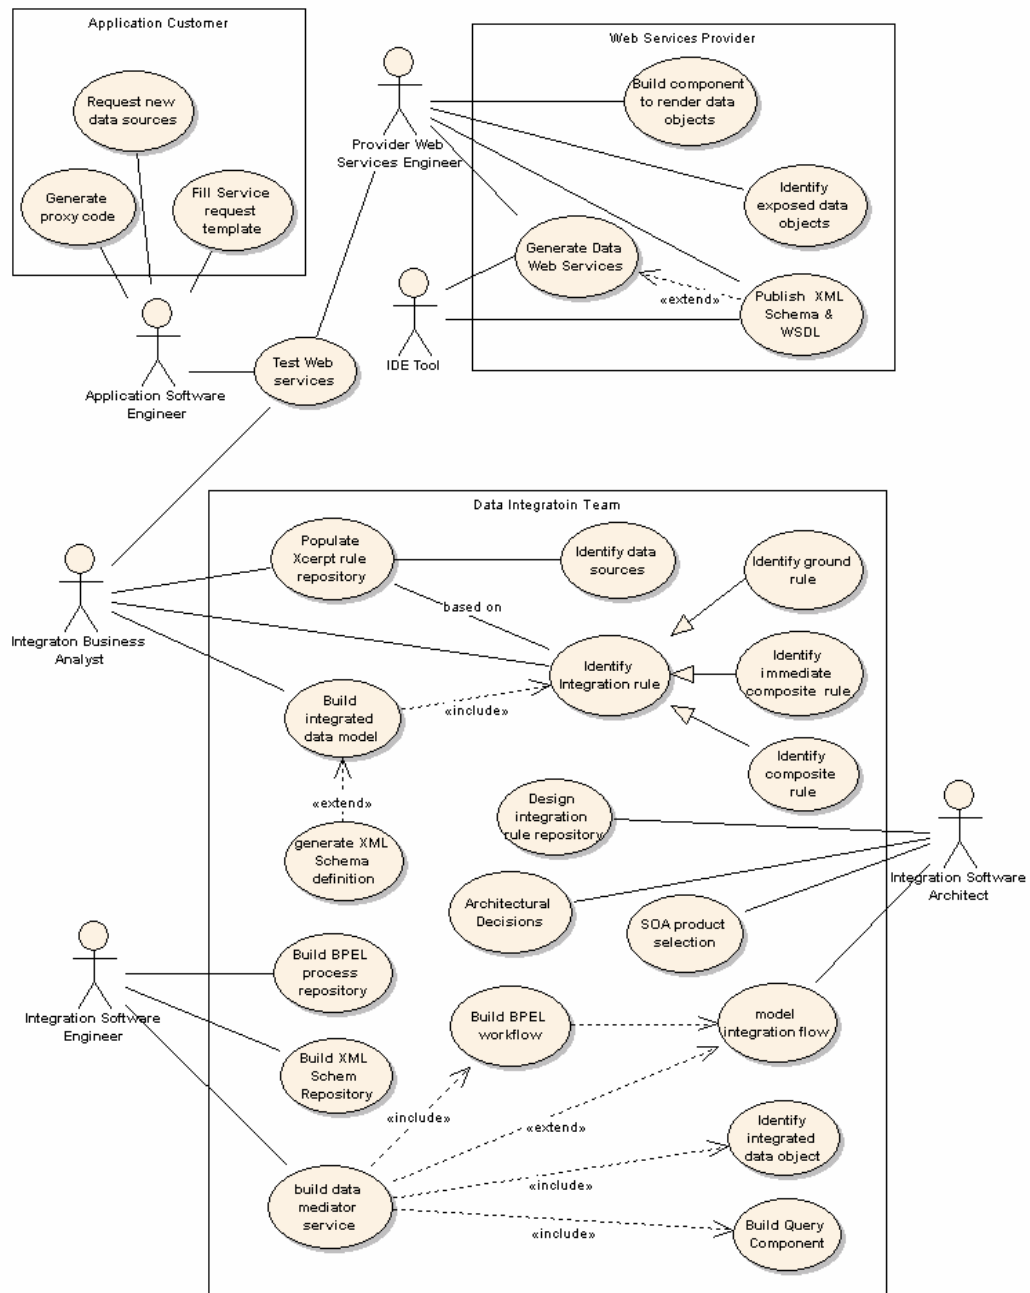 Application Customer
Request new
data sources
Generate
proxy code
Fill Service
request
template
Application Software
Engineer
Provider Web
Services Engineer
Web Services Provider
Build component
to render data
objects
Identify
exposed data
objects
Generate Data
Web Services
«extend»
Publish XML
Schema &
WSDL
IDE Tool
Test Web
services
Data Integratoin Team
Populate
Xcerpt rule
repository
Identify data
sources
Identify ground
rule
based on
Integraton Business
Analyst
Identify
Integration rule
Identify
immediate
composite rule
Build
integrated
data model
«include»
Identify
composite
rule
«extend»
Design
integration
rule repository
generate XML
Schema
definition
Integration Software
Architect
Architectural
Decisions
SOA product
selection
Build BPEL
process
repository
Integration Software
Engineer
Build BPEL
workflow
model
integration flow
Build XML
Schem
Repository
«include»
«extend»
Identify
integrated
data object
«include»
build data
mediator
service
«include»
Build Query
Component